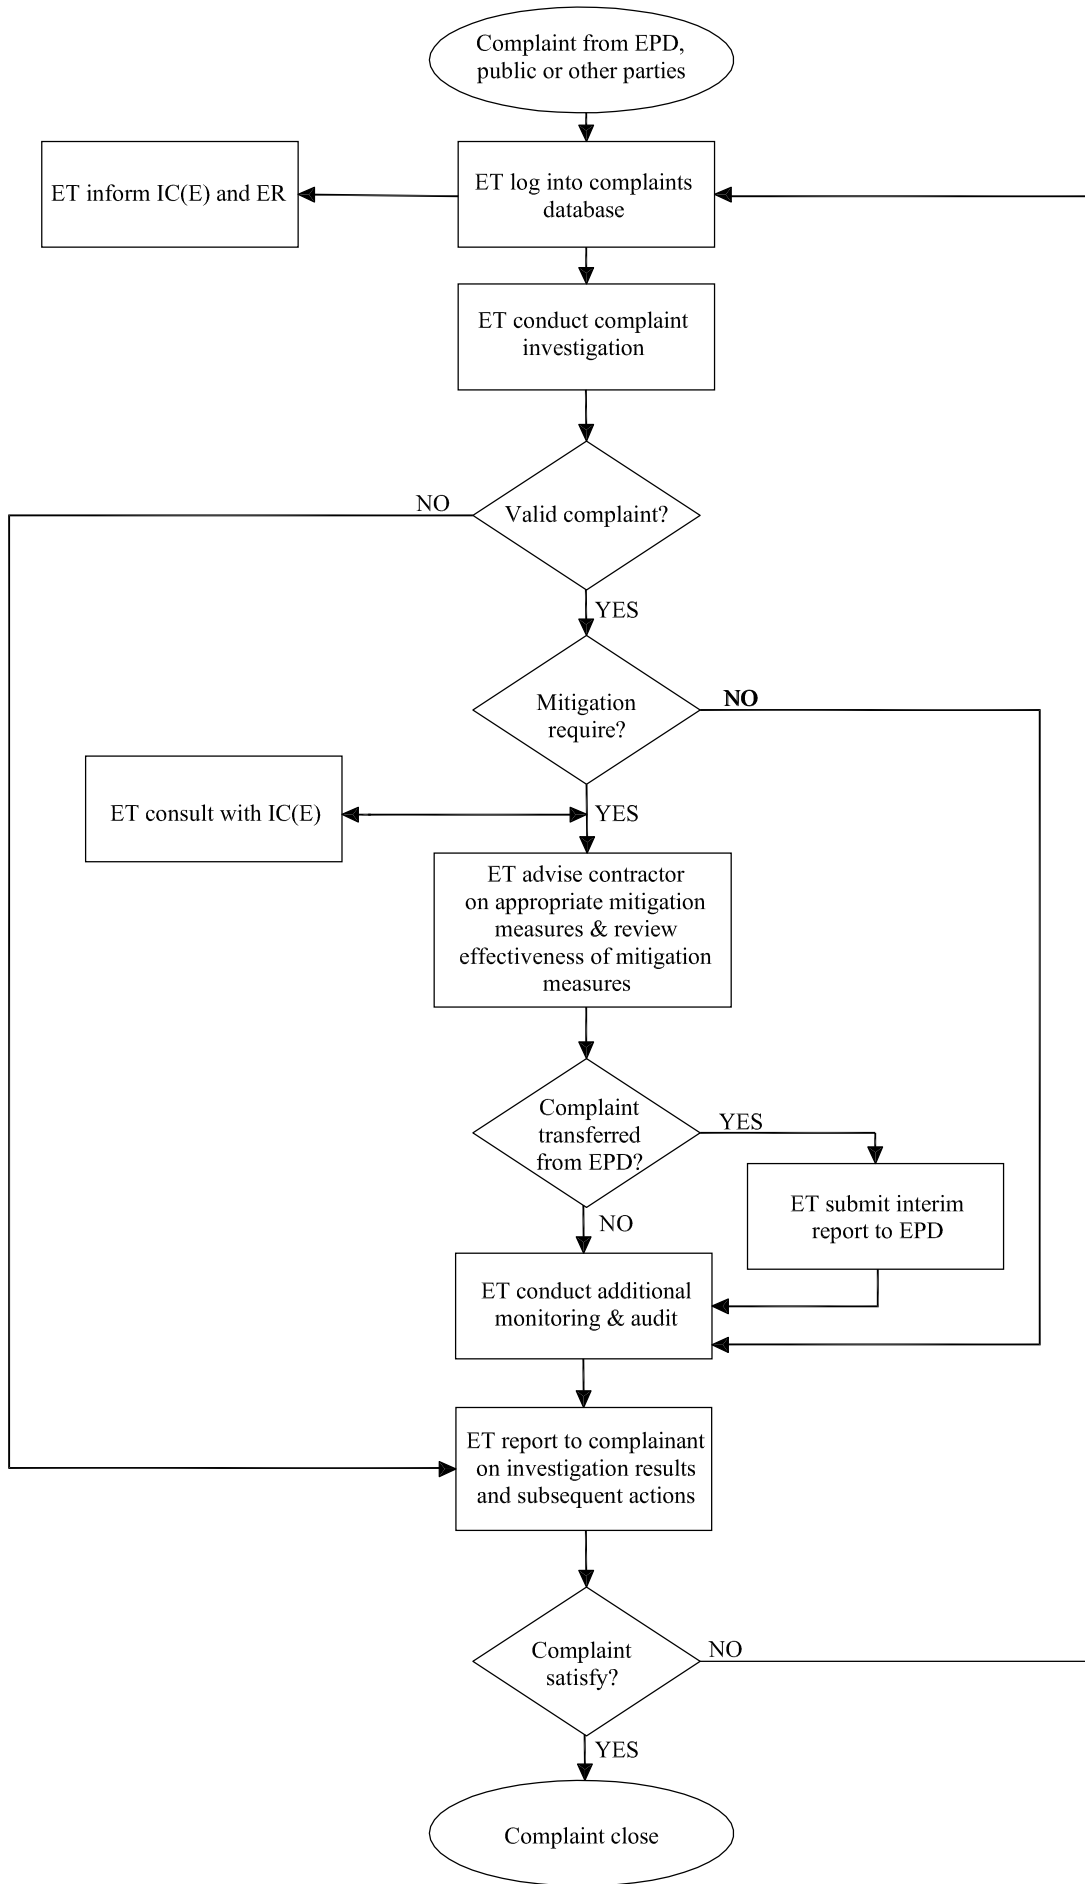 Complaint from EPD,
public or other parties
ET inform IC(E) and ER
ET log into complaints
database
ET conduct complaint
investigation
NO
Valid complaint?
YES
Mitigation
require?
NO
ET consult with IC(E)
YES
ET advise contractor
on appropriate mitigation
measures & review
effectiveness of mitigation
measures
Complaint
transferred
from EPD?
YES
ET submit interim
report to EPD
NO
ET conduct additional
monitoring & audit
ET report to complainant
on investigation results
and subsequent actions
Complaint
satisfy?
NO
YES
Complaint close